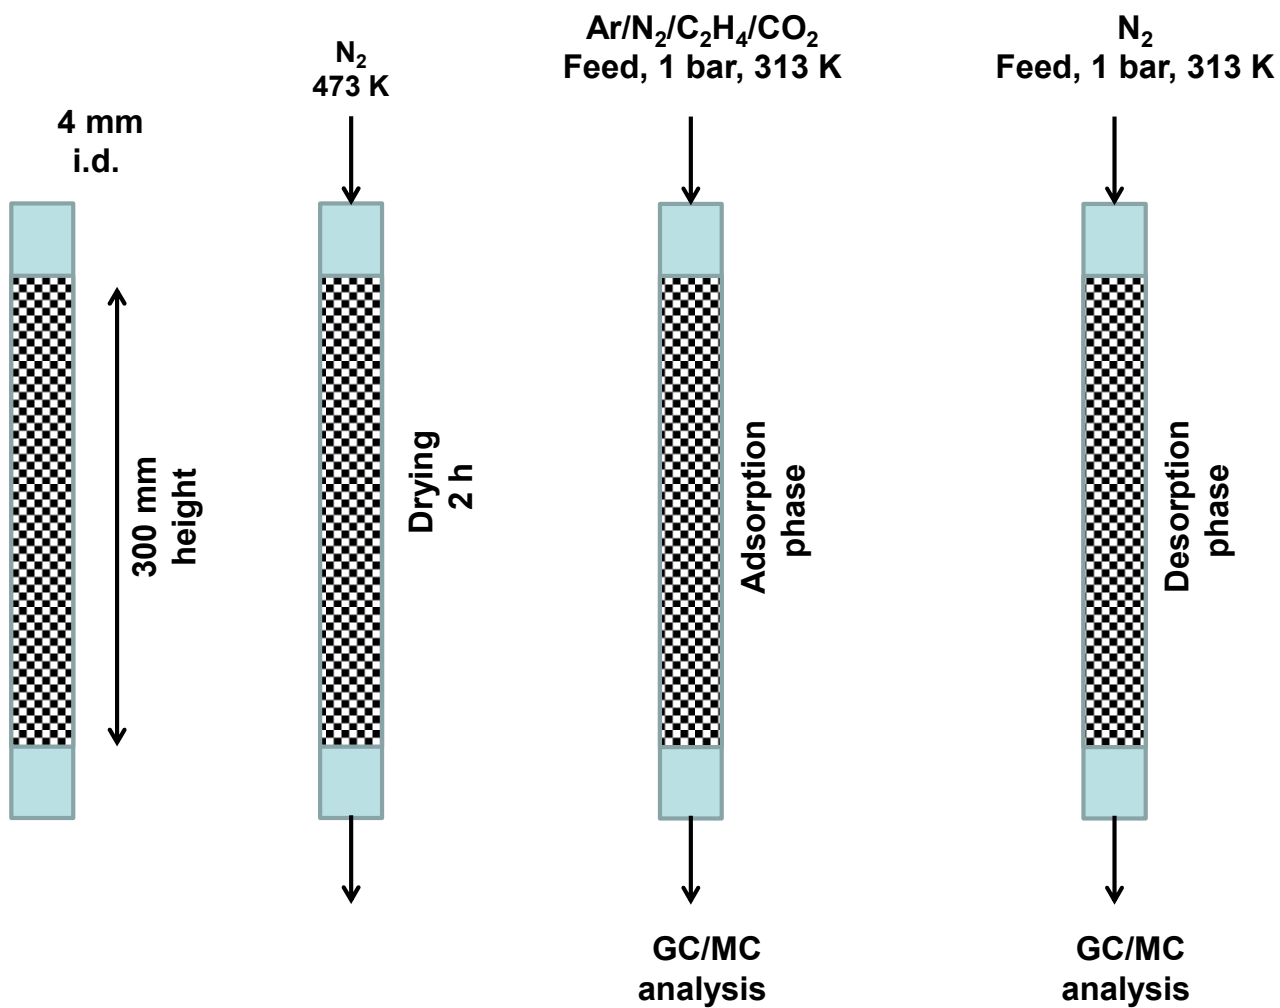 4 mm
i.d.
300 mm
height
N₂
473 K
Drying
2 h
Ar/N₂/C₂H₄/CO₂
Feed, 1 bar, 313 K
Adsorption
phase
GC/MC
analysis
N₂
Feed, 1 bar, 313 K
Desorption
phase
GC/MC
analysis